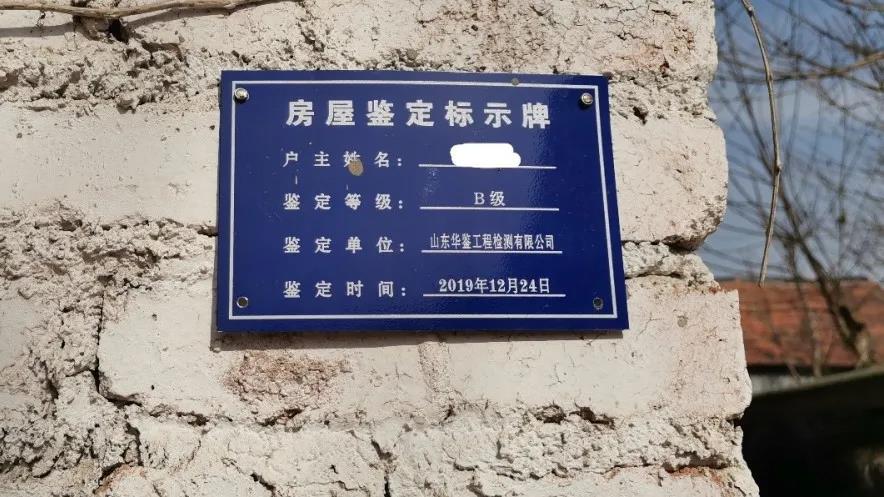 房屋鉴定标示牌
户主姓名：
鉴定等级：B级
鉴定单位：山东华鉴工程检测有限公司
鉴定时间：2019年12月24日